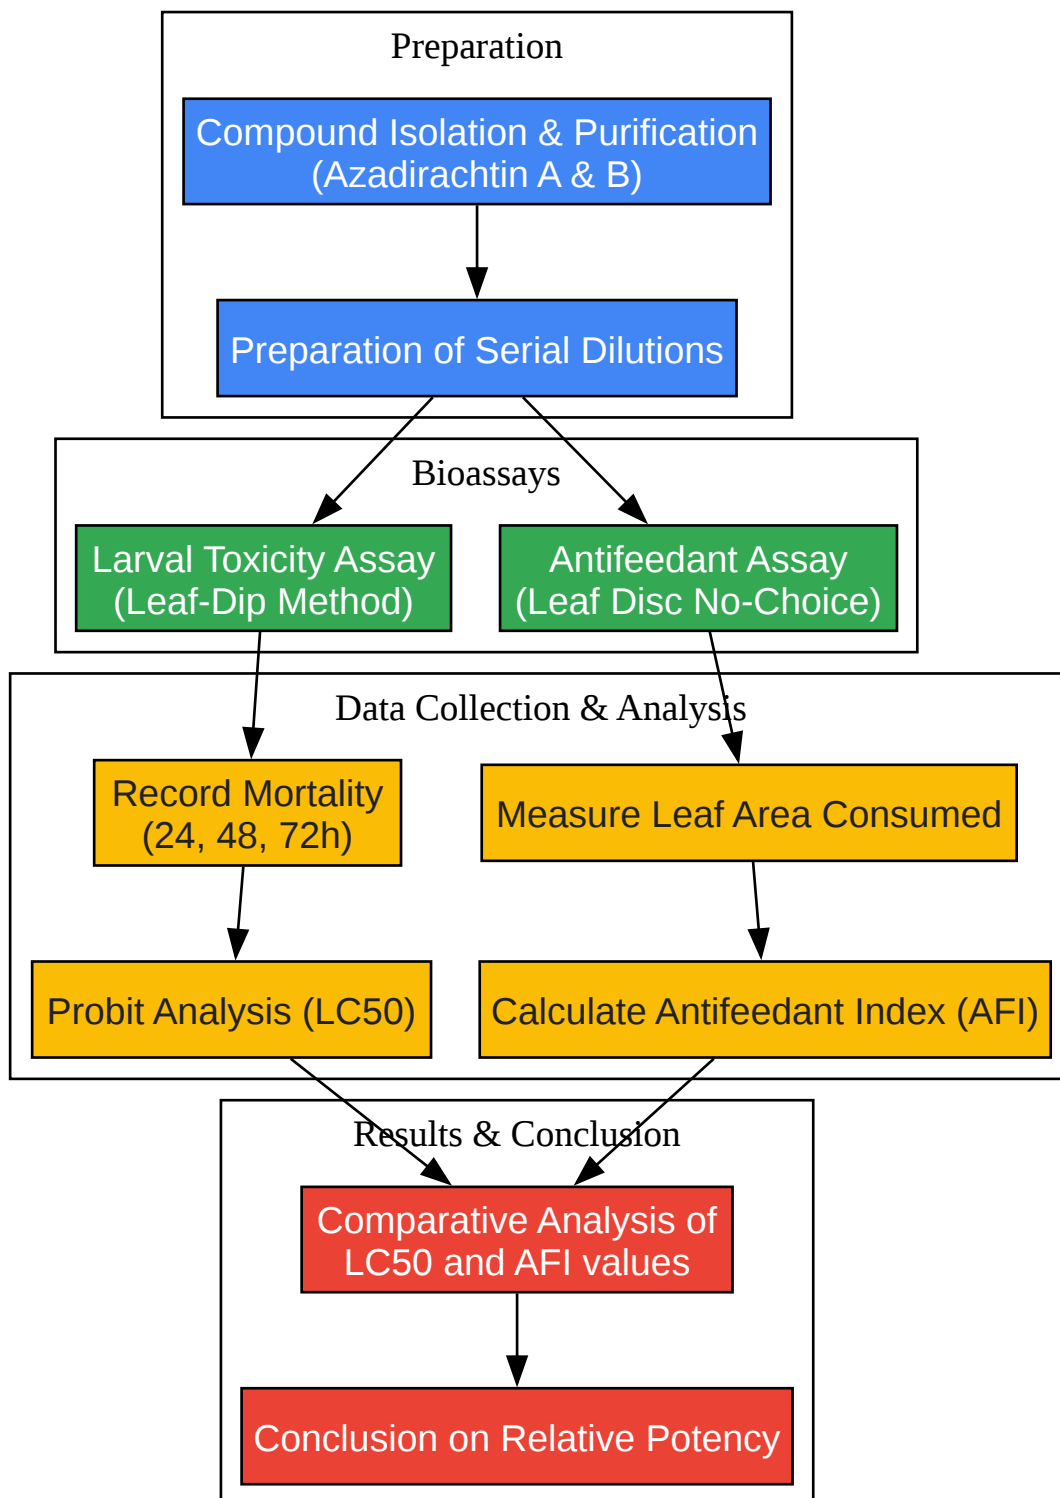 Preparation
Compound Isolation & Purification
(Azadirachtin A & B)
Preparation of Serial Dilutions
Bioassays
Larval Toxicity Assay
(Leaf-Dip Method)
Antifeedant Assay
(Leaf Disc No-Choice)
Data Collection & Analysis
Record Mortality
(24, 48, 72h)
Measure Leaf Area Consumed
Probit Analysis (LC50)
Calculate Antifeedant Index (AFI)
Results & Conclusion
Comparative Analysis of
LC50 and AFI values
Conclusion on Relative Potency